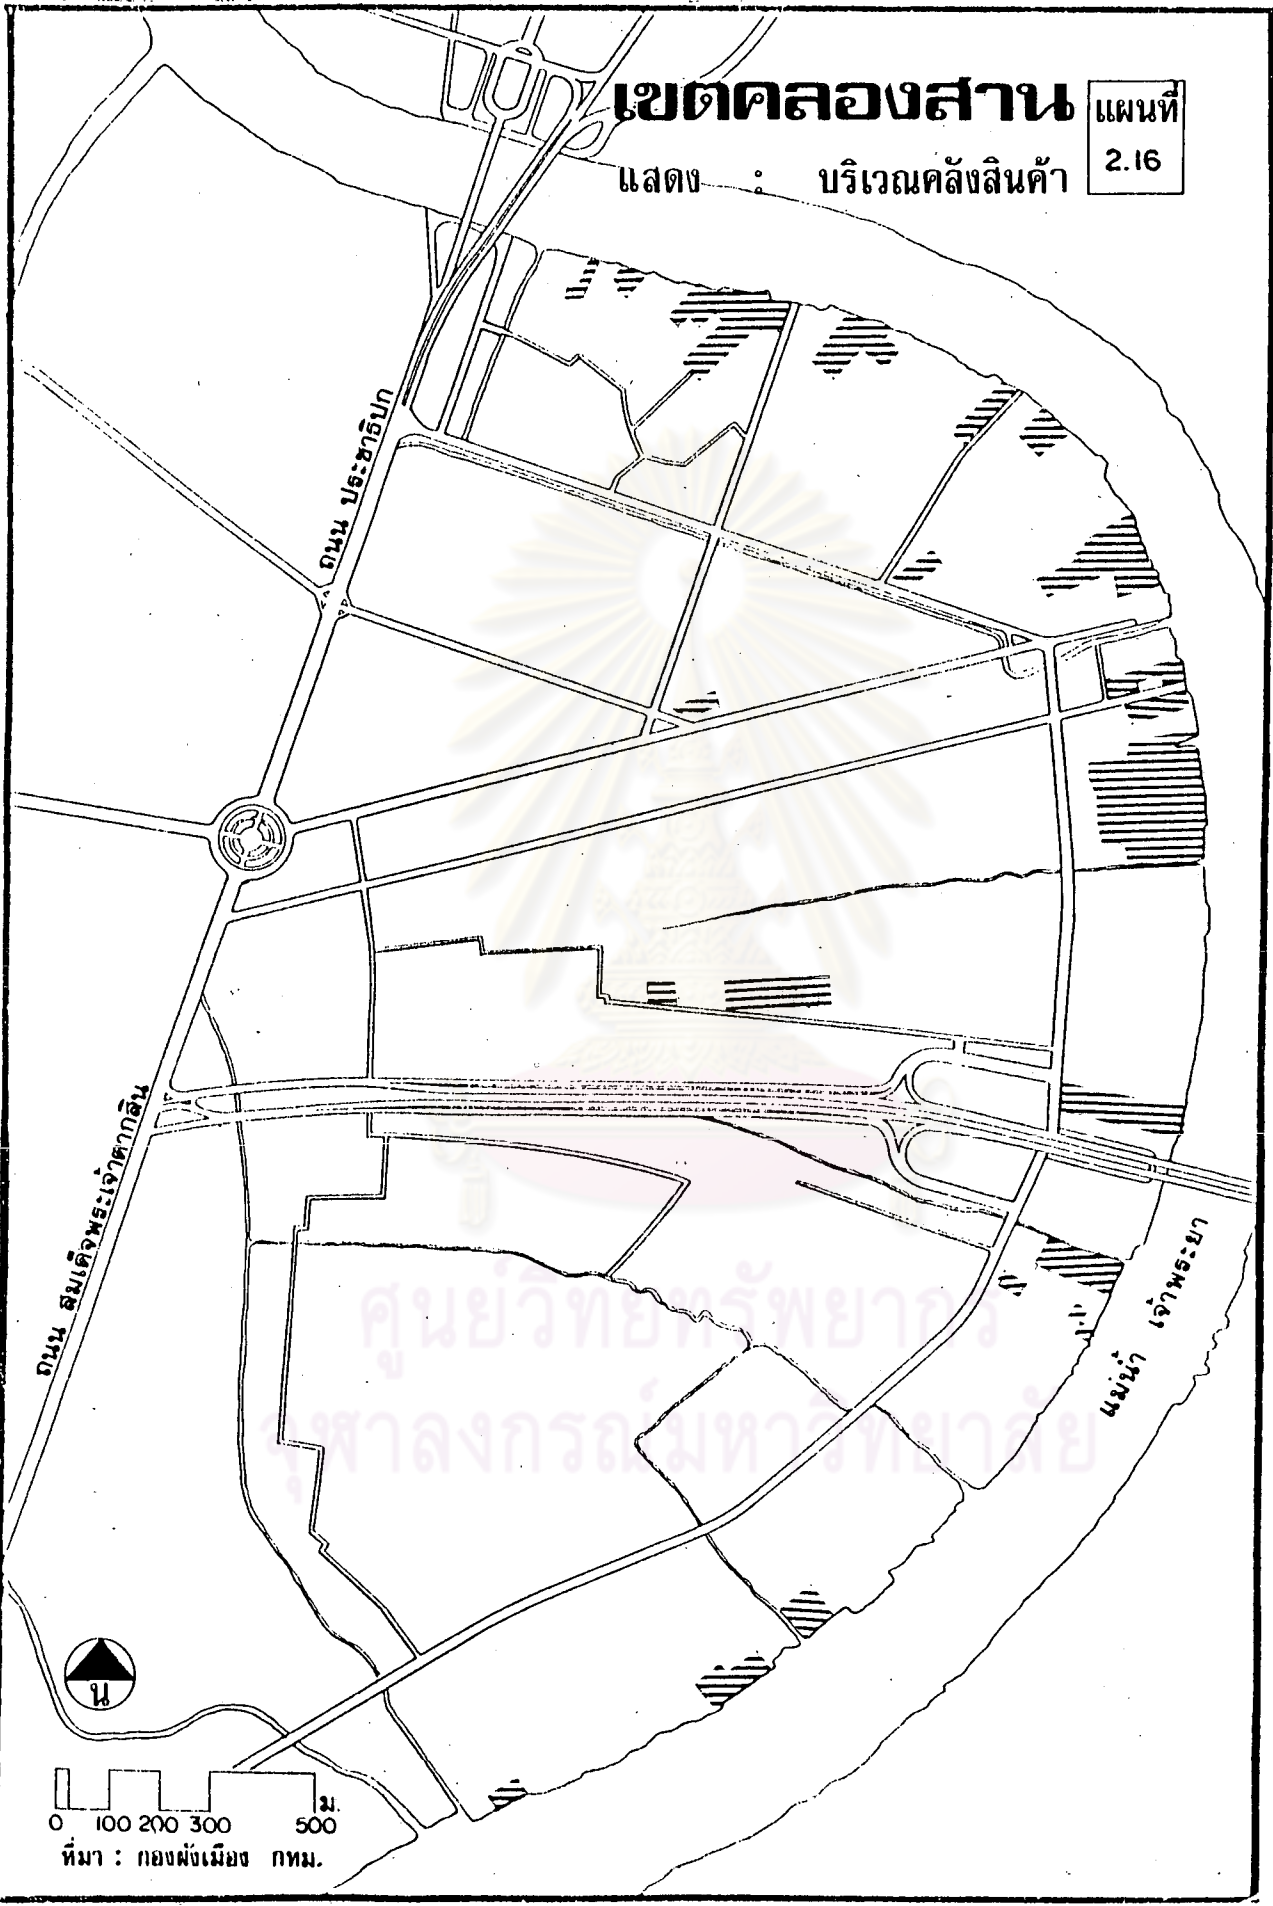 เขตคลองสาน
แผนที่
2.16
แสดง : บริเวณคลังสินค้า
ถนน ประชาธิปก
ถนน สมเด็จพระเจ้าตากสิน
แม่น้ำ เจ้าพระยา
ศูนย์วิทยทรัพยากร
จุฬาลงกรณ์มหาวิทยาลัย
น
ม.
0 100 200 300 500
ที่มา : กองผังเมือง กทม.